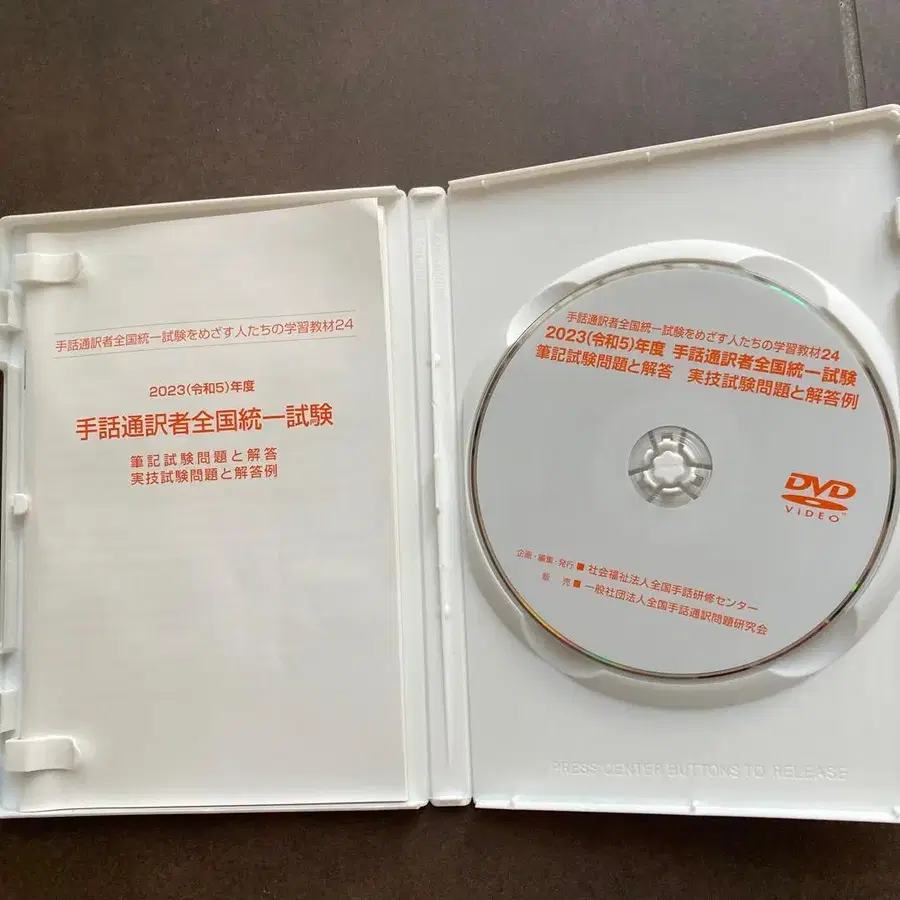 手話通訳者全国統一試験をめざす人たちの学習教材24
2023(令和5)年度
手話通訳者全国統一試験
筆記試験問題と解答
実技試験問題と解答例
手話通訳者全国統一試験をめざす人たちの学習教材24
2023(令和5)年度 手話通訳者全国統一試験
筆記試験問題と解答 実技試験問題と解答例
DVD
VIDEO™
企画・編集・発行■社会福祉法人全国手話研修センター
販 売■一般社団法人全国手話通訳問題研究会
PRESS CENTER BUTTONS TO RELEASE